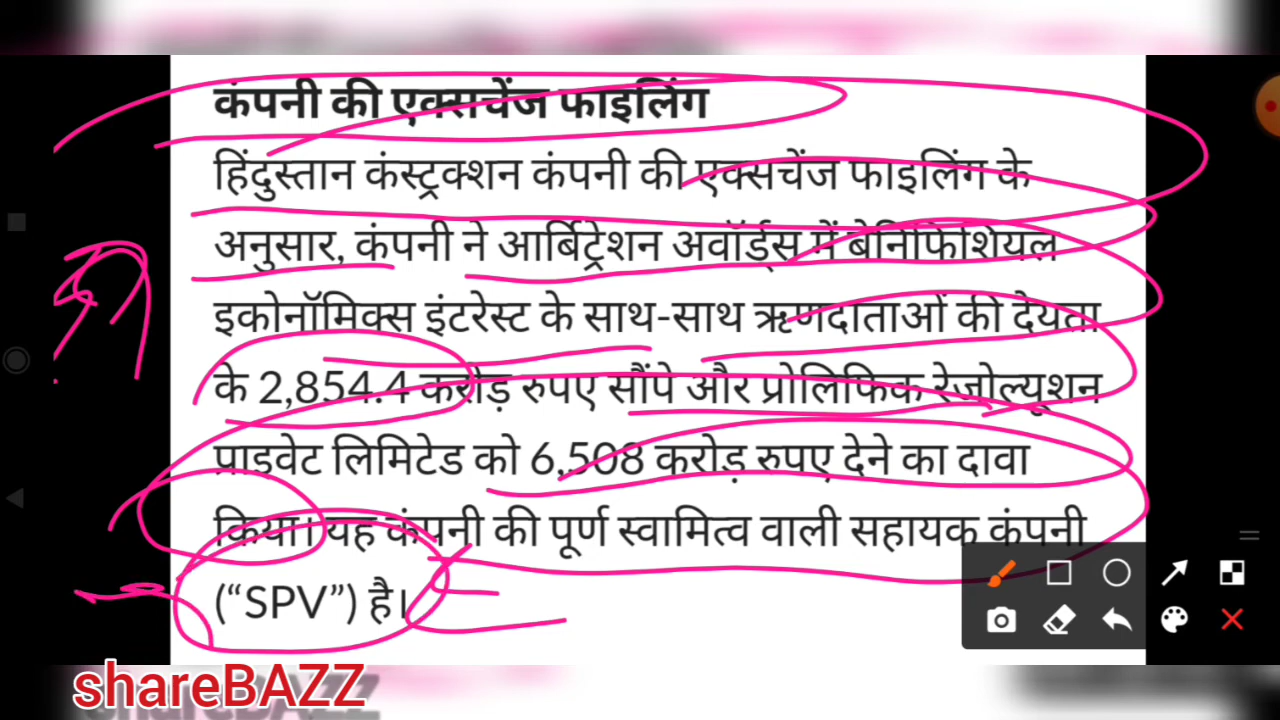 कंपनी की एक्सचेंज फाइलिंग
हिंदुस्तान कंस्ट्रक्शन कंपनी की एक्सचेंज फाइलिंग के
अनुसार, कंपनी ने आर्बिट्रेशन अवॉर्ड्स में बेनिफिशियल
इकोनॉमिक्स इंटरेस्ट के साथ-साथ ऋणदाताओं की देयता
के 2,854.4 करोड़ रुपए सौंपे और प्रोलिफिक रेजोल्यूशन
प्राइवेट लिमिटेड को 6,508 करोड़ रुपए देने का दावा
किया। यह कंपनी की पूर्ण स्वामित्व वाली सहायक कंपनी
(“SPV”) है।
shareBAZZ